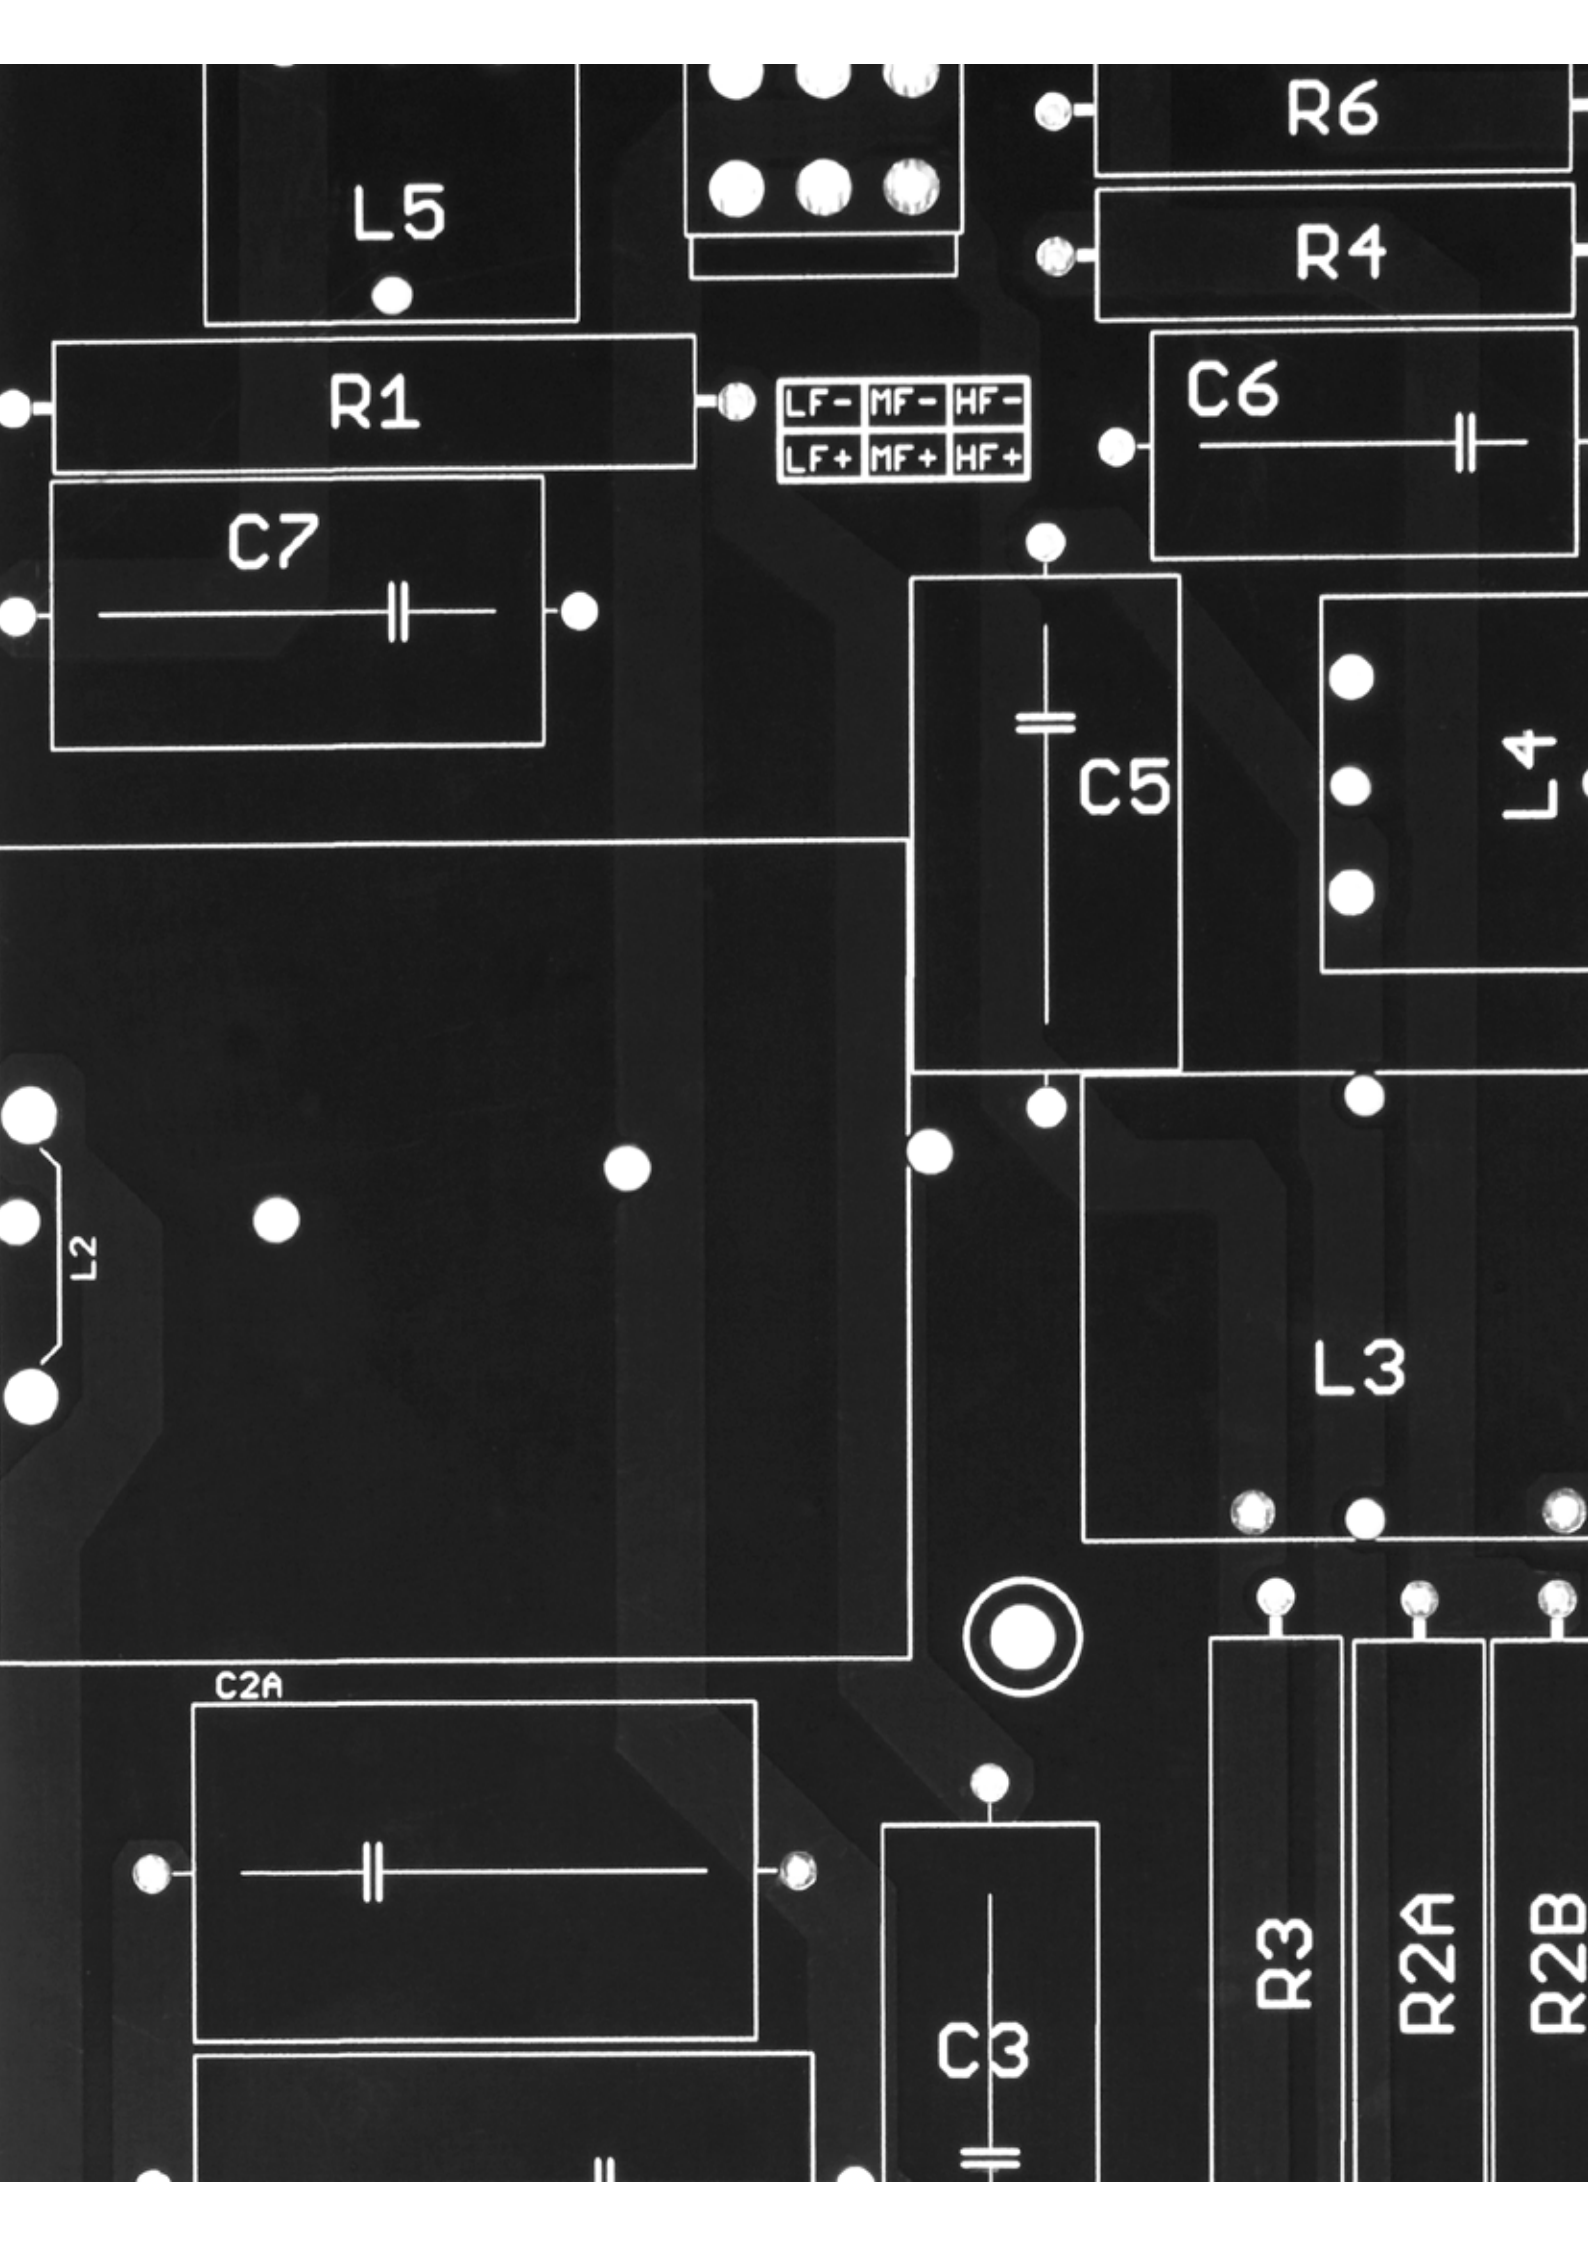 R6
L5
R4
R1
LF- MF- HF-
LF+ MF+ HF+
C6
C7
C5
L4
L2
L3
C2A
R3
R2A
R2B
C3